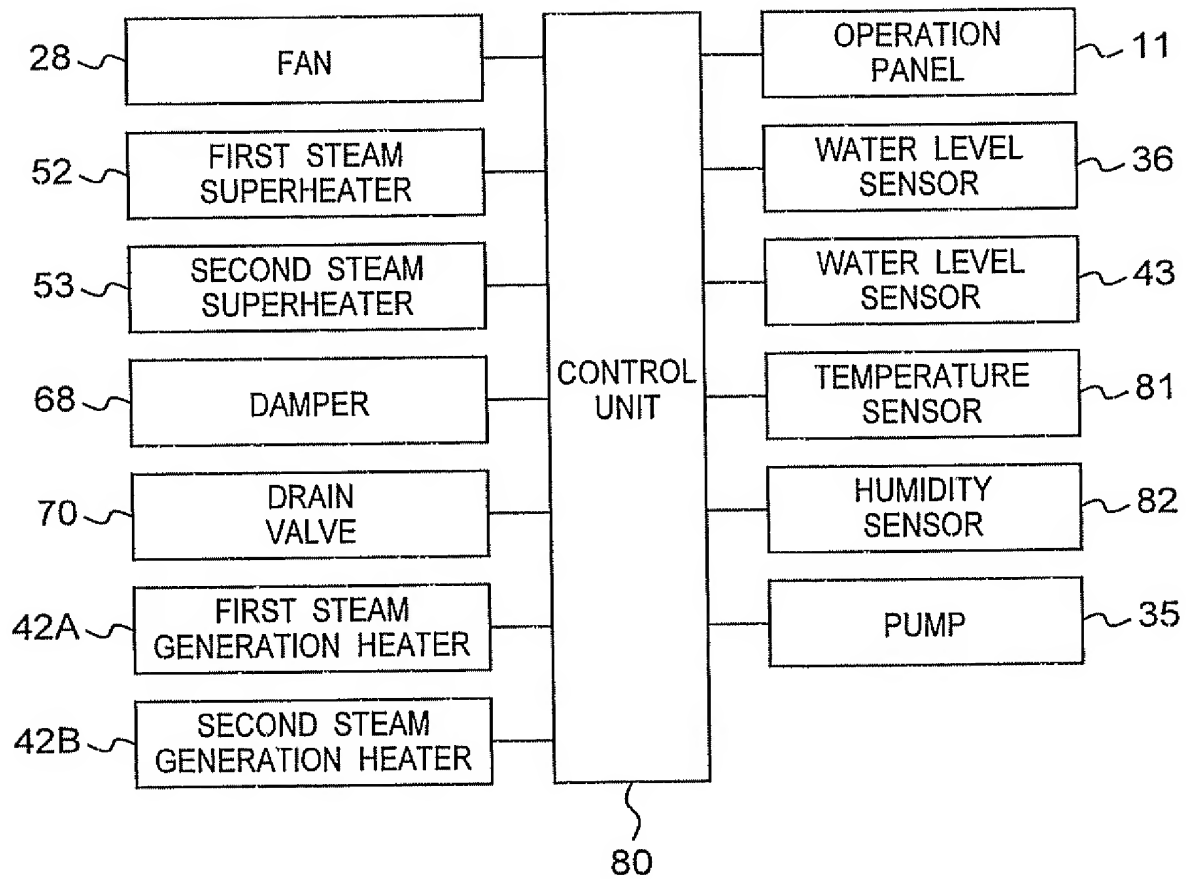 28
FAN
52
FIRST STEAM
SUPERHEATER
53
SECOND STEAM
SUPERHEATER
68
DAMPER
70
DRAIN
VALVE
42A
FIRST STEAM
GENERATION HEATER
42B
SECOND STEAM
GENERATION HEATER
CONTROL
UNIT
80
OPERATION
PANEL
11
WATER LEVEL
SENSOR
36
WATER LEVEL
SENSOR
43
TEMPERATURE
SENSOR
81
HUMIDITY
SENSOR
82
PUMP
35